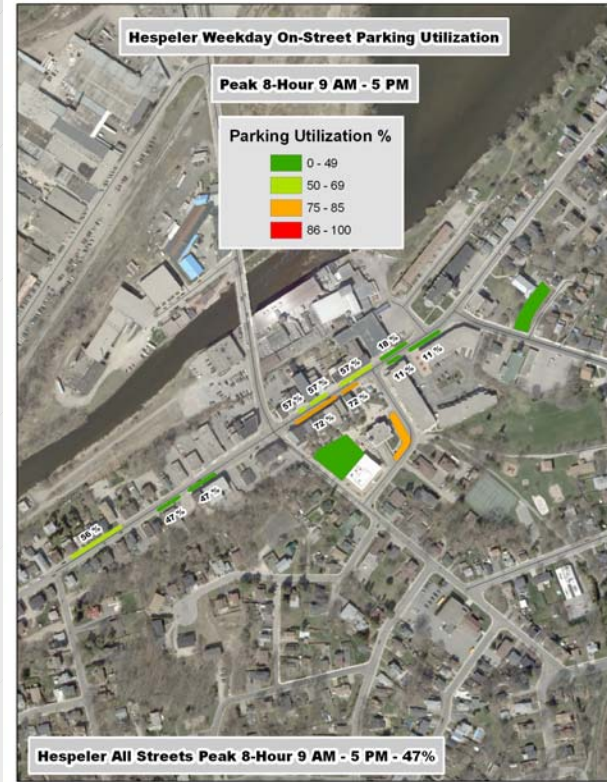 Hespeler Weekday On-Street Parking Utilization
Peak 8-Hour 9 AM - 5 PM
Parking Utilization %
0 - 49
50 - 69
75 - 85
86 - 100
18 %
57 %
11 %
11 %
57 %
72 %
57 %
72 %
47 %
47 %
56 %
Hespeler All Streets Peak 8-Hour 9 AM - 5 PM - 47%